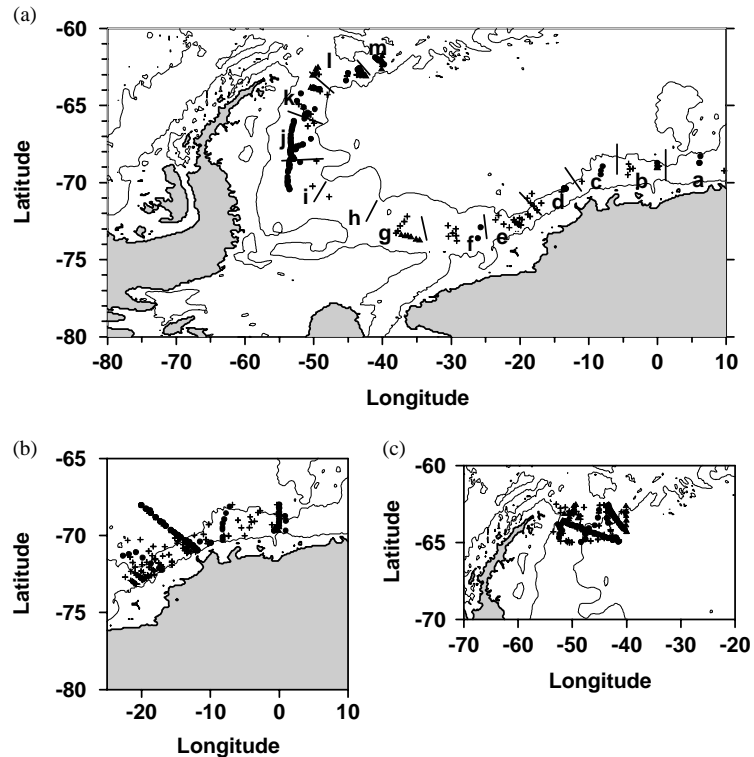 (a)
-60
-65
-70
-75
-80
Latitude
m
l
k
j
i
h
g
f
e
d
c
b
a
-80 -70 -60 -50 -40 -30 -20 -10 0 10
Longitude
(b)
-65
-70
-75
-80
Latitude
-20 -10 0 10
Longitude
(c)
-60
-65
-70
Latitude
-70 -60 -50 -40 -30 -20
Longitude